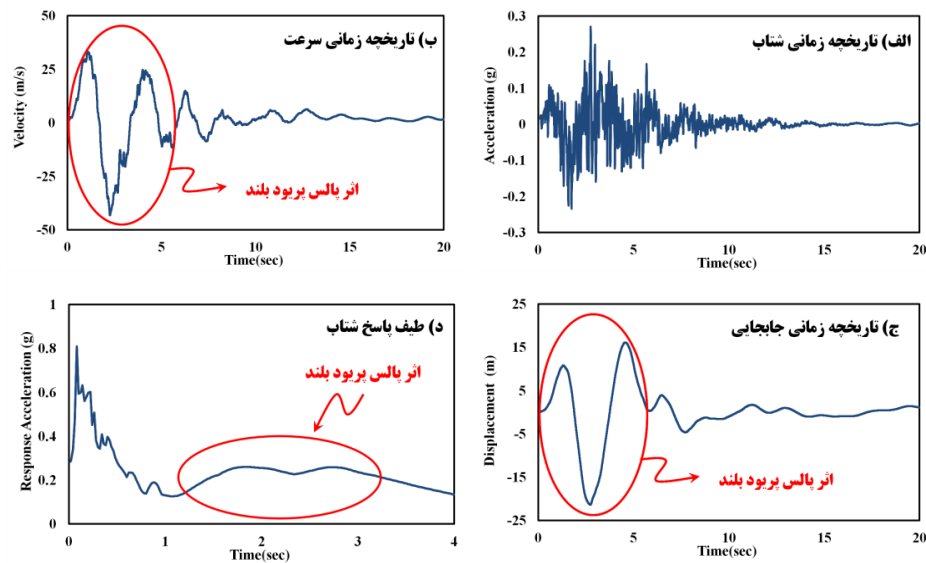 الف) تاریخچه زمانی شتاب
Acceleration (g)
0.3
0.2
0.1
0
-0.1
-0.2
-0.3
0 5 10 15 20
Time(sec)
ب) تاریخچه زمانی سرعت
Velocity (m/s)
50
25
0
-25
-50
اثر پالس پریود بلند
0 5 10 15 20
Time(sec)
ج) تاریخچه زمانی جابجایی
Displacement (m)
25
15
5
-5
-15
-25
اثر پالس پریود بلند
0 5 10 15 20
Time(sec)
د) طیف پاسخ شتاب
Response Acceleration (g)
1
0.8
0.6
0.4
0.2
0
اثر پالس پریود بلند
0 1 2 3 4
Time(sec)